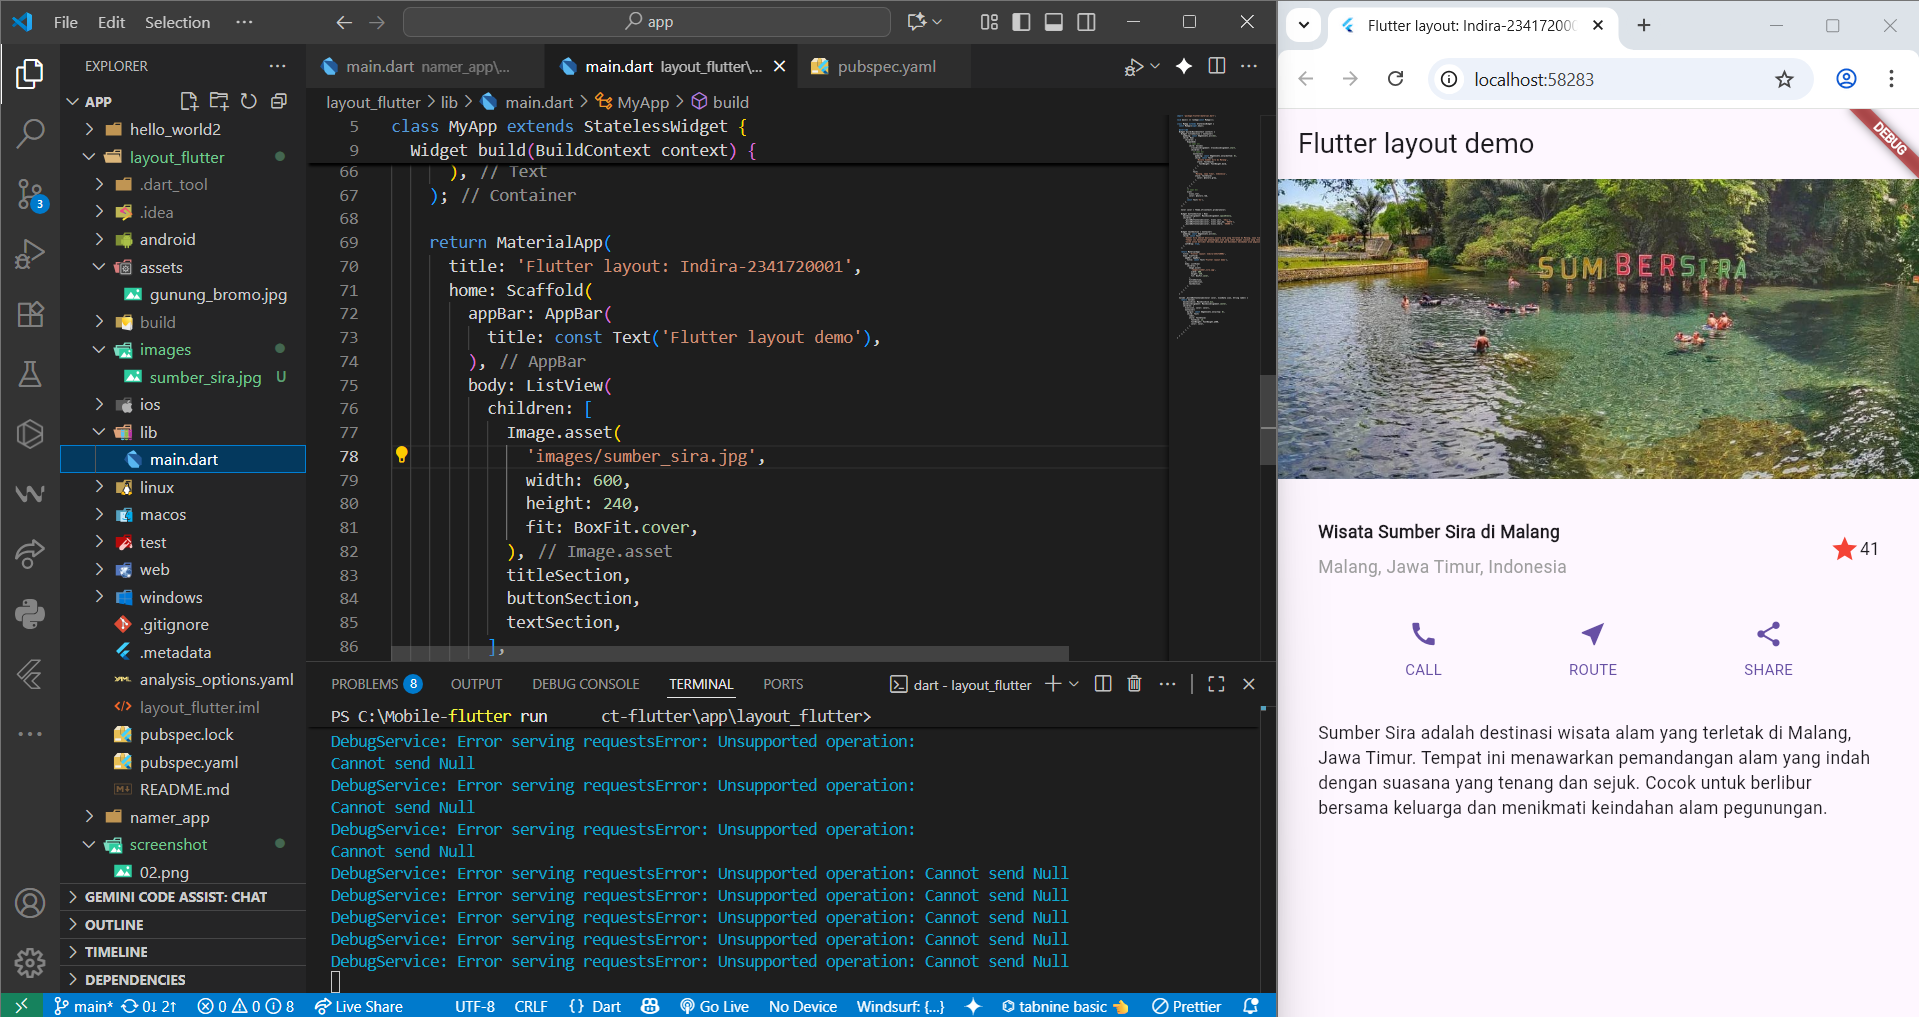 File Edit Selection ··· app
EXPLORER
APP
hello_world2
layout_flutter
.dart_tool
.idea
android
assets
gunung_bromo.jpg
build
images
sumber_sira.jpg U
ios
lib
main.dart
linux
macos
test
web
windows
.gitignore
.metadata
analysis_options.yaml
layout_flutter.iml
pubspec.lock
pubspec.yaml
README.md
namer_app
screenshot
02.png
GEMINI CODE ASSIST: CHAT
OUTLINE
TIMELINE
DEPENDENCIES
3
main.dart namer_app\... main.dart layout_flutter\... pubspec.yaml
layout_flutter > lib > main.dart > MyApp > build
5 class MyApp extends StatelessWidget {
9 Widget build(BuildContext context) {
66 ), // Text
67 ); // Container
68
69 return MaterialApp(
70 title: 'Flutter layout: Indira-2341720001',
71 home: Scaffold(
72 appBar: AppBar(
73 title: const Text('Flutter layout demo'),
74 ), // AppBar
75 body: ListView(
76 children: [
77 Image.asset(
78 'images/sumber_sira.jpg',
79 width: 600,
80 height: 240,
81 fit: BoxFit.cover,
82 ), // Image.asset
83 titleSection,
84 buttonSection,
85 textSection,
86 ],
PROBLEMS 8 OUTPUT DEBUG CONSOLE TERMINAL PORTS dart - layout_flutter
PS C:\Mobile-flutter run ct-flutter\app\layout_flutter>
DebugService: Error serving requestsError: Unsupported operation:
Cannot send Null
DebugService: Error serving requestsError: Unsupported operation:
Cannot send Null
DebugService: Error serving requestsError: Unsupported operation:
Cannot send Null
DebugService: Error serving requestsError: Unsupported operation: Cannot send Null
DebugService: Error serving requestsError: Unsupported operation: Cannot send Null
DebugService: Error serving requestsError: Unsupported operation: Cannot send Null
DebugService: Error serving requestsError: Unsupported operation: Cannot send Null
DebugService: Error serving requestsError: Unsupported operation: Cannot send Null
main* 0↓ 2↑ 0 0 8 Live Share UTF-8 CRLF {} Dart Go Live No Device Windsurf: {...} tabnine basic Prettier
Flutter layout: Indira-23417200
localhost:58283
Flutter layout demo
DEBUG
SUMBERSIRA
Wisata Sumber Sira di Malang
Malang, Jawa Timur, Indonesia
41
CALL ROUTE SHARE
Sumber Sira adalah destinasi wisata alam yang terletak di Malang,
Jawa Timur. Tempat ini menawarkan pemandangan alam yang indah
dengan suasana yang tenang dan sejuk. Cocok untuk berlibur
bersama keluarga dan menikmati keindahan alam pegunungan.